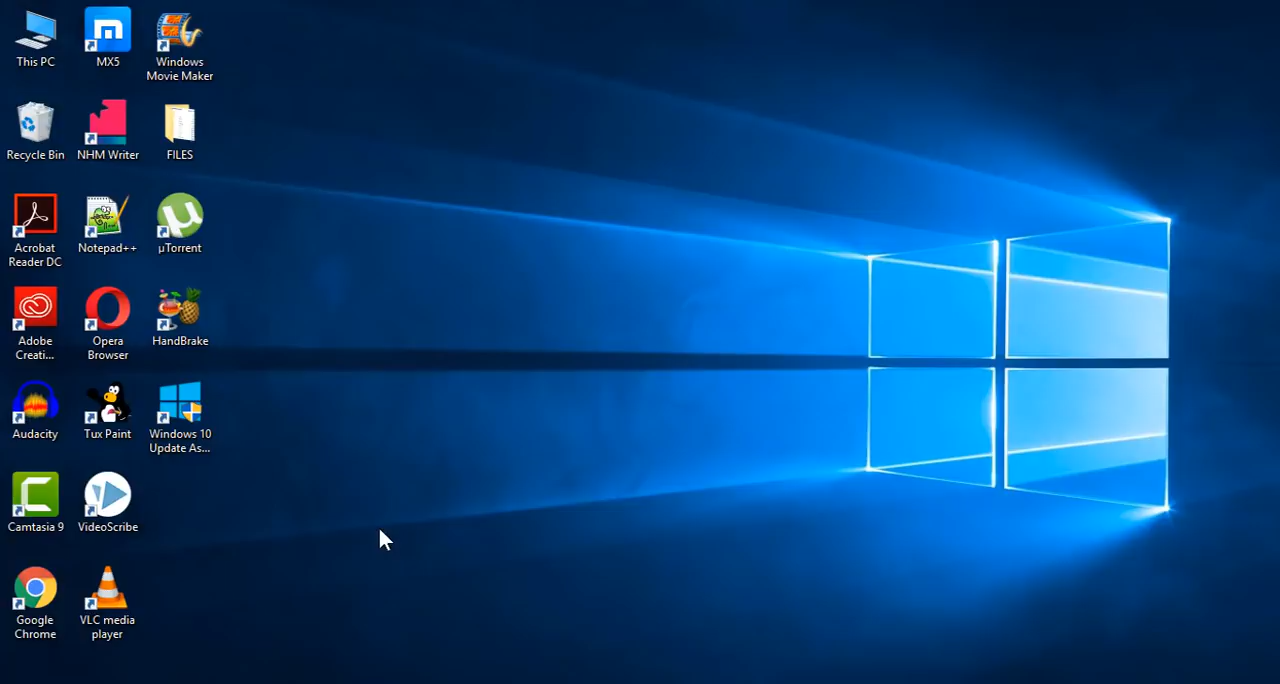 This PC
MX5
Windows
Movie Maker
Recycle Bin
NHM Writer
FILES
Acrobat
Reader DC
Notepad++
µTorrent
Adobe
Creati...
Opera
Browser
HandBrake
Audacity
Tux Paint
Windows 10
Update As...
Camtasia 9
VideoScribe
Google
Chrome
VLC media
player